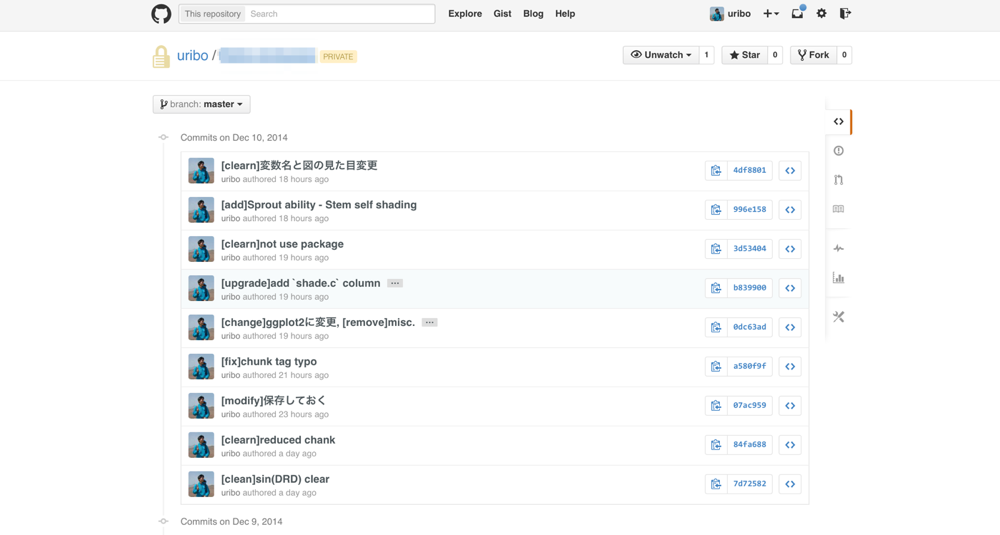 This repository Search Explore Gist Blog Help uribo
uribo / PRIVATE Unwatch 1 Star 0 Fork 0
branch: master
Commits on Dec 10, 2014
[clearn]変数名と図の見た目変更
uribo authored 18 hours ago
4df8801
[add]Sprout ability - Stem self shading
uribo authored 18 hours ago
996e158
[clearn]not use package
uribo authored 19 hours ago
3d53404
[upgrade]add `shade.c` column ...
uribo authored 19 hours ago
b839900
[change]ggplot2に変更, [remove]misc. ...
uribo authored 19 hours ago
0dc63ad
[fix]chunk tag typo
uribo authored 21 hours ago
a580f9f
[modify]保存しておく
uribo authored 23 hours ago
07ac959
[clearn]reduced chank
uribo authored a day ago
84fa688
[clean]sin(DRD) clear
uribo authored a day ago
7d72582
Commits on Dec 9, 2014